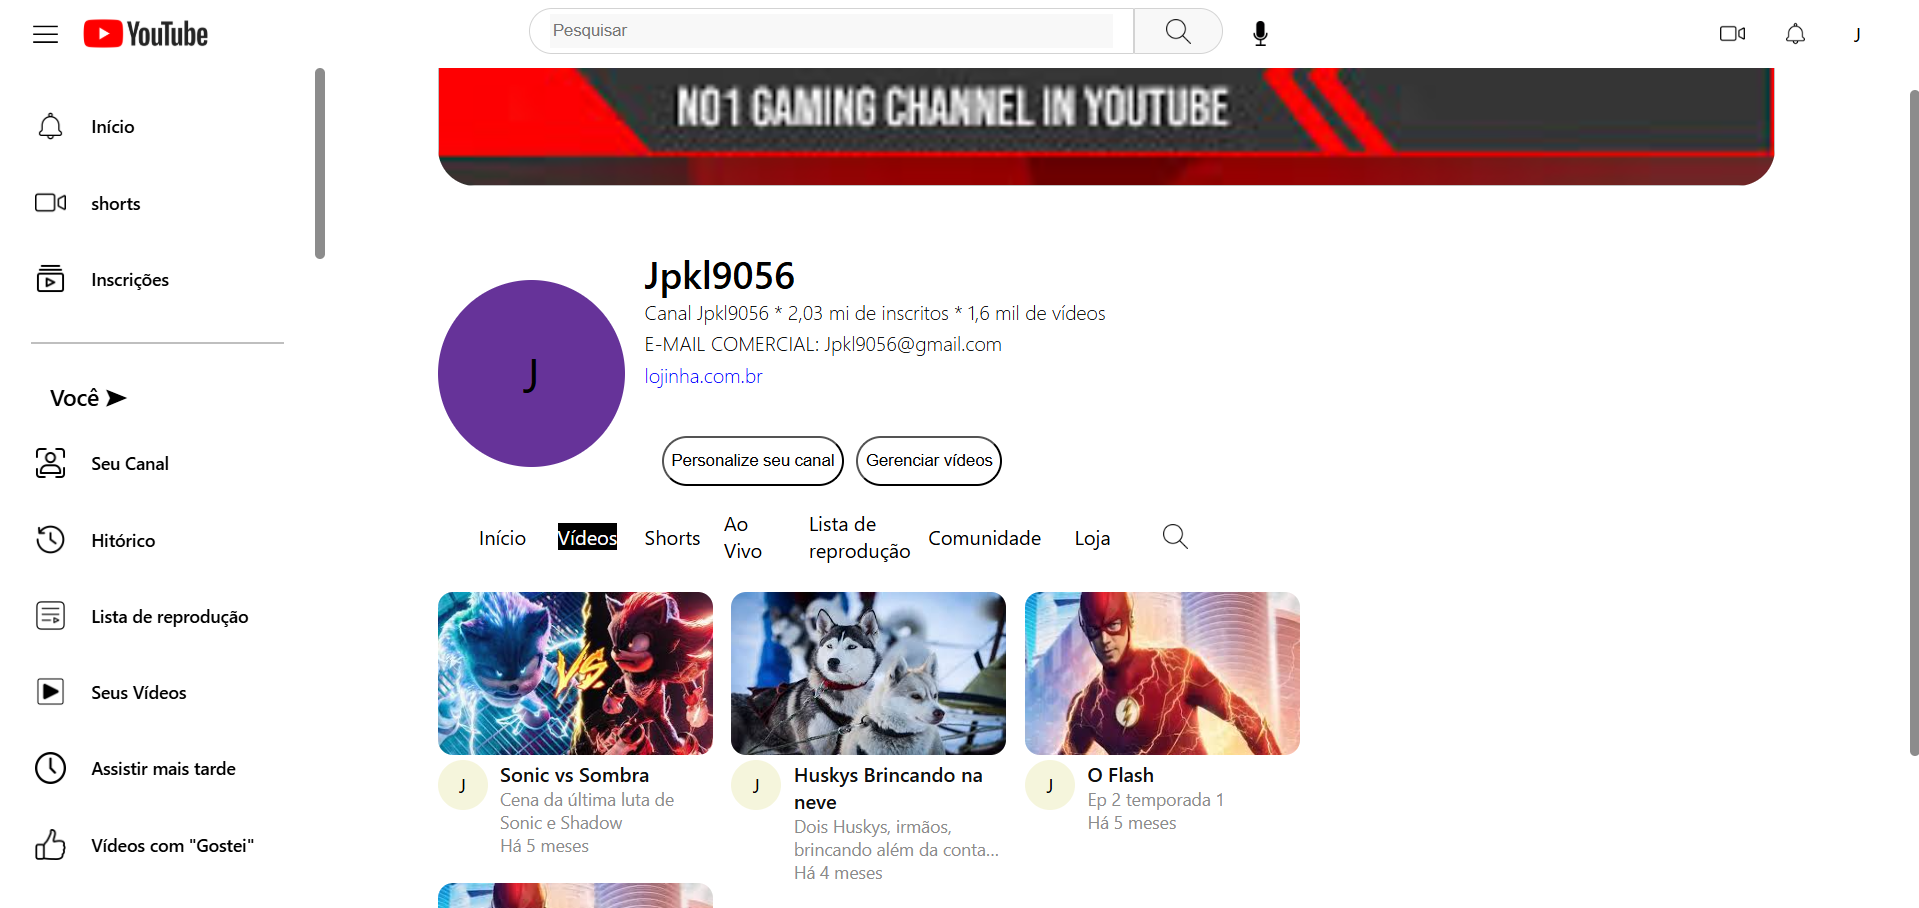 YouTube
Pesquisar
J
Início
shorts
Inscrições
Você ➤
Seu Canal
Hitórico
Lista de reprodução
Seus Vídeos
Assistir mais tarde
Vídeos com "Gostei"
NO1 GAMING CHANNEL IN YOUTUBE
J
Jpkl9056
Canal Jpkl9056 * 2,03 mi de inscritos * 1,6 mil de vídeos
E-MAIL COMERCIAL: Jpkl9056@gmail.com
lojinha.com.br
Personalize seu canal
Gerenciar vídeos
Início
Vídeos
Shorts
Ao
Vivo
Lista de
reprodução
Comunidade
Loja
VS
J
Sonic vs Sombra
Cena da última luta de
Sonic e Shadow
Há 5 meses
J
Huskys Brincando na
neve
Dois Huskys, irmãos,
brincando além da conta...
Há 4 meses
J
O Flash
Ep 2 temporada 1
Há 5 meses